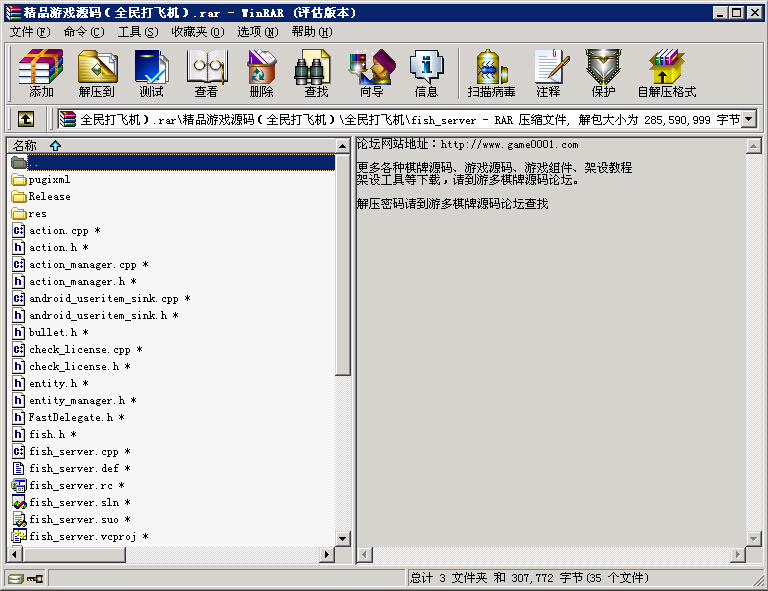 精品游戏源码(全民打飞机).rar - WinRAR (评估版本)
文件(F) 命令(C) 工具(S) 收藏夹(O) 选项(N) 帮助(H)
添加 解压到 测试 查看 删除 查找 向导 信息 扫描病毒 注释 保护 自解压格式
全民打飞机).rar\精品游戏源码(全民打飞机)\全民打飞机\fish_server - RAR 压缩文件, 解包大小为 285,590,999 字节
名称
..
pugixml
Release
res
action.cpp *
action.h *
action_manager.cpp *
action_manager.h *
android_useritem_sink.cpp *
android_useritem_sink.h *
bullet.h *
check_license.cpp *
check_license.h *
entity.h *
entity_manager.h *
FastDelegate.h *
fish.h *
fish_server.cpp *
fish_server.def *
fish_server.rc *
fish_server.sln *
fish_server.suo *
fish_server.vcproj *
论坛网站地址：http://www.game0001.com
更多各种棋牌源码、游戏源码、游戏组件、架设教程
架设工具等下载，请到游多棋牌源码论坛。
解压密码请到游多棋牌源码论坛查找
总计 3 文件夹 和 307,772 字节(35 个文件)